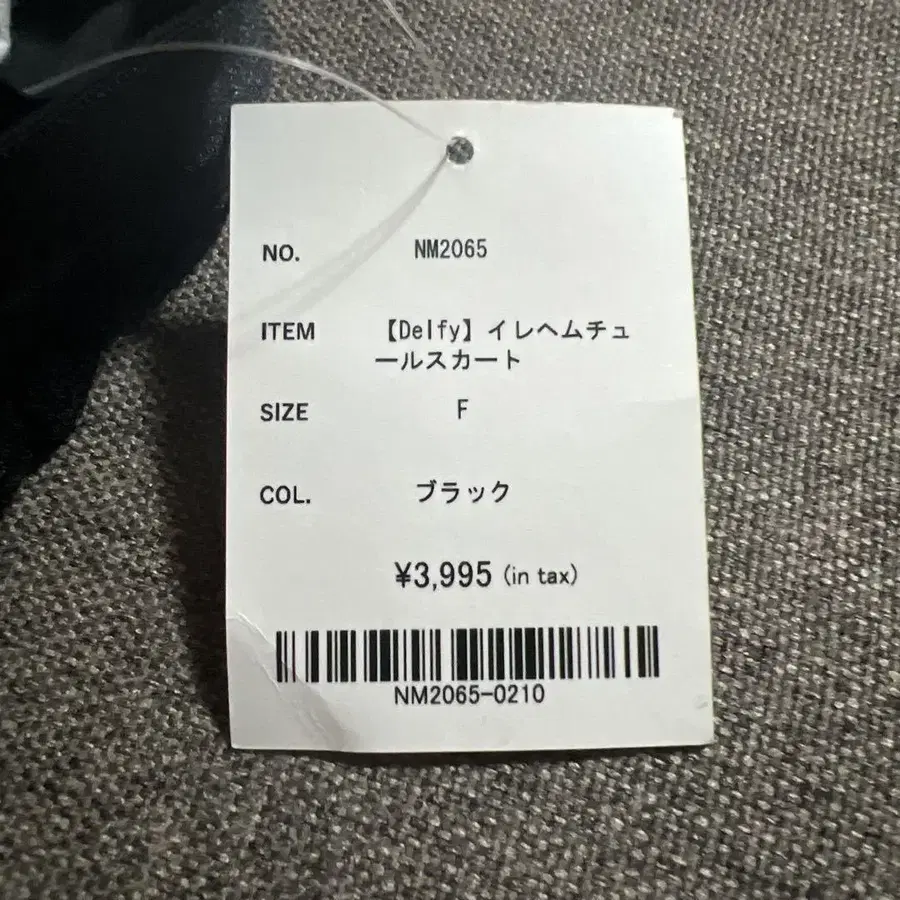 NO. NM2065
ITEM 【Delfy】イレヘムチュ
ールスカート
SIZE F
COL. ブラック
¥3,995 (in tax)
NM2065-0210